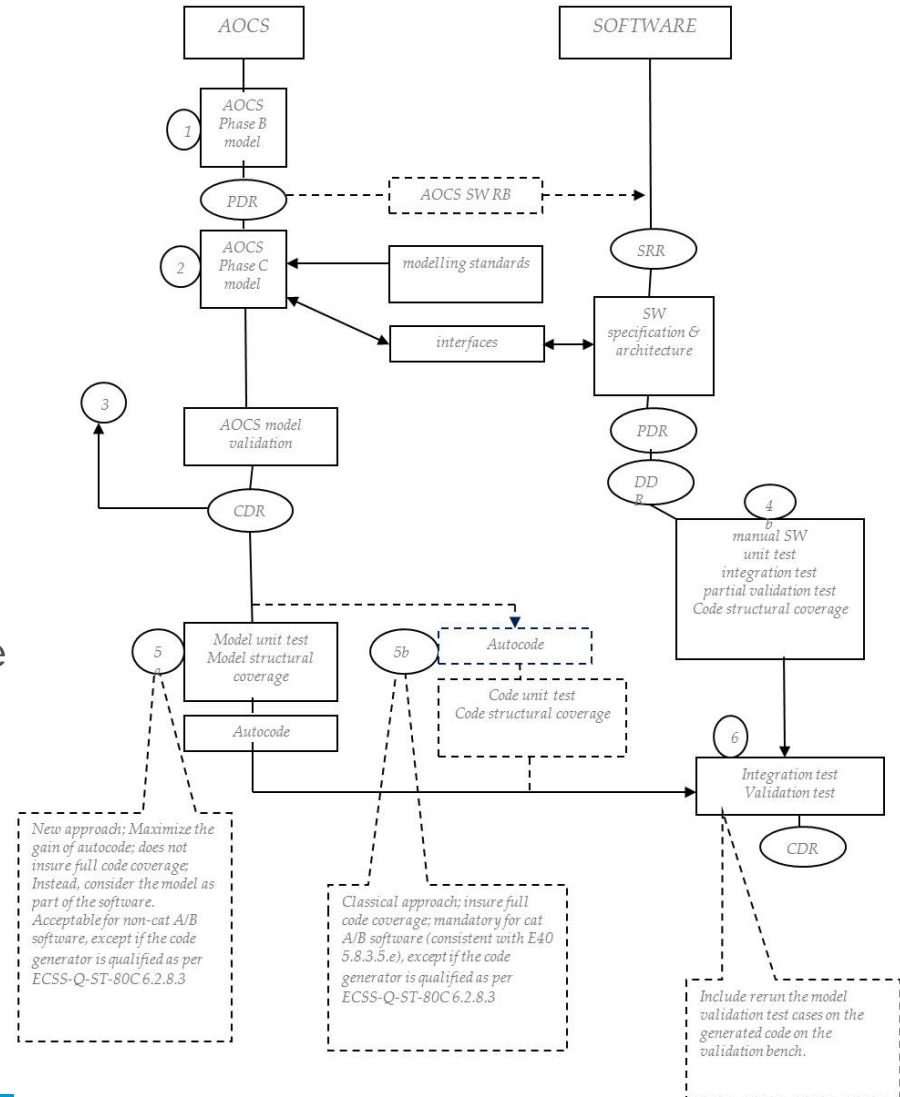 AOCS
SOFTWARE
AOCS
Phase B
model
1
PDR
AOCS SW RB
AOCS
Phase C
model
2
modelling standards
SRR
interfaces
SW
specification &
architecture
3
AOCS model
validation
PDR
CDR
DD
R
4
b
manual SW
unit test
integration test
partial validation test
Code structural coverage
e
5
a
Model unit test
Model structural
coverage
5b
Autocode
Code unit test
Code structural coverage
Autocode
6
Integration test
Validation test
CDR
New approach; Maximize the
gain of autocode; does not
insure full code coverage;
Instead, consider the model as
part of the software.
Acceptable for non-cat A/B
software, except if the code
generator is qualified as per
ECSS-Q-ST-80C 6.2.8.3
Classical approach; insure full
code coverage; mandatory for cat
A/B software (consistent with E40
5.8.3.5.e), except if the code
generator is qualified as per
ECSS-Q-ST-80C 6.2.8.3
Include rerun the model
validation test cases on the
generated code on the
validation bench.